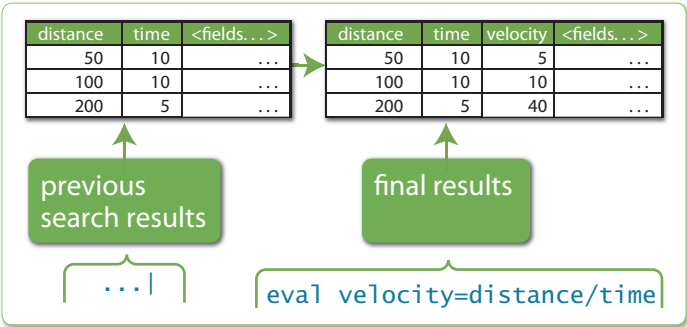 distance time <fields...> distance time velocity <fields...>
50 10 ... 50 10 5 ...
100 10 ... 100 10 10 ...
200 5 ... 200 5 40 ...
previous
search results
final results
...|
eval velocity=distance/time